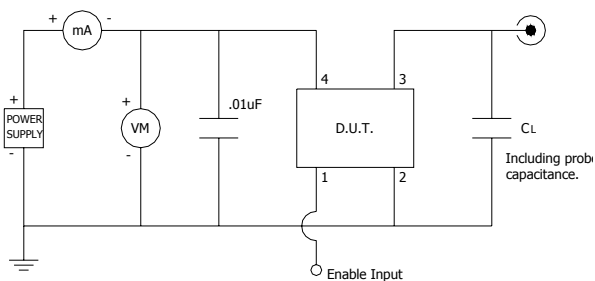 +
mA
-
4
3
.01uF
+
POWER
SUPPLY
-
+
VM
-
D.U.T.
CL
Including probe
capacitance.
1
2
Enable Input